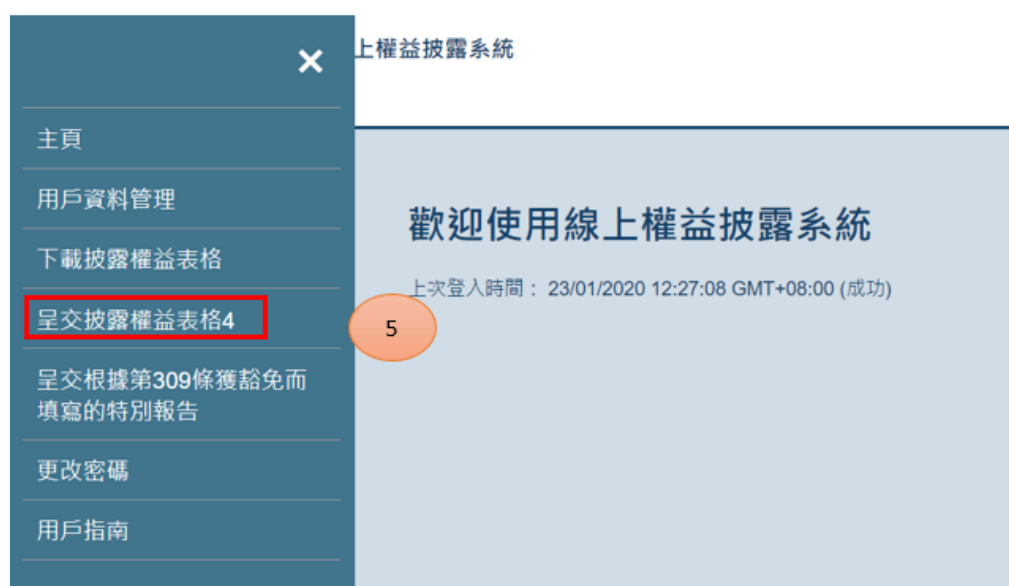 ×
上權益披露系統
主頁
用戶資料管理
下載披露權益表格
呈交披露權益表格4
呈交根據第309條獲豁免而
填寫的特別報告
更改密碼
用戶指南
歡迎使用線上權益披露系統
上次登入時間： 23/01/2020 12:27:08 GMT+08:00 (成功)
5